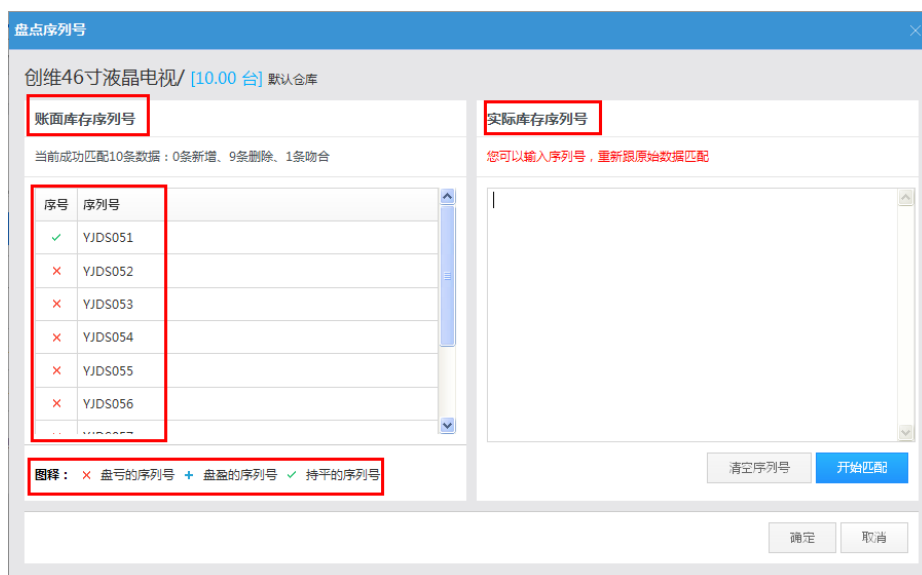 盘点序列号
创维46寸液晶电视/ [10.00 台] 默认仓库
账面库存序列号
当前成功匹配10条数据：0条新增、9条删除、1条吻合
序号 序列号
YJDS051
YJDS052
YJDS053
YJDS054
YJDS055
YJDS056
图释： × 盘亏的序列号 + 盘盈的序列号 ✓ 持平的序列号
实际库存序列号
您可以输入序列号，重新跟原始数据匹配
清空序列号 开始匹配
确定 取消